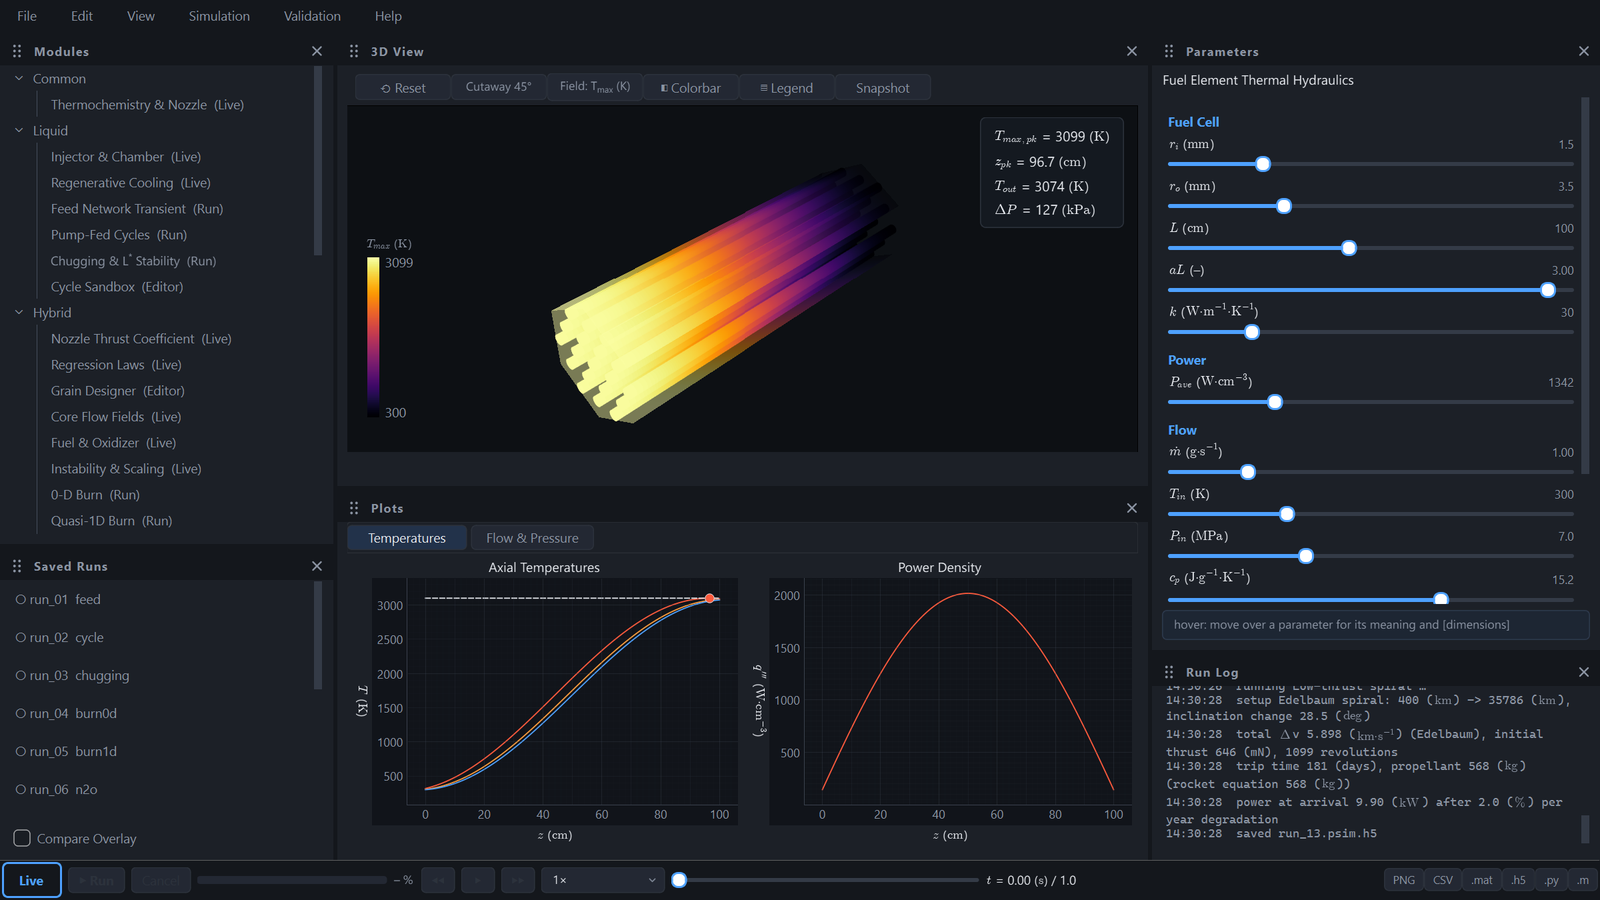 File Edit View Simulation Validation Help
Modules
Common
Thermochemistry & Nozzle (Live)
Liquid
Injector & Chamber (Live)
Regenerative Cooling (Live)
Feed Network Transient (Run)
Pump-Fed Cycles (Run)
Chugging & L* Stability (Run)
Cycle Sandbox (Editor)
Hybrid
Nozzle Thrust Coefficient (Live)
Regression Laws (Live)
Grain Designer (Editor)
Core Flow Fields (Live)
Fuel & Oxidizer (Live)
Instability & Scaling (Live)
0-D Burn (Run)
Quasi-1D Burn (Run)
Saved Runs
run_01 feed
run_02 cycle
run_03 chugging
run_04 burn0d
run_05 burn1d
run_06 n2o
Compare Overlay
3D View
Reset Cutaway 45° Field: Tmax (K) Colorbar Legend Snapshot
Tmax,pk = 3099 (K)
zpk = 96.7 (cm)
Tout = 3074 (K)
ΔP = 127 (kPa)
Tmax (K)
3099
300
Plots
Temperatures Flow & Pressure
Axial Temperatures
T (K)
3000
2500
2000
1500
1000
500
0 20 40 60 80 100
z (cm)
Power Density
q''' (W·cm⁻³)
2000
1500
1000
500
0 20 40 60 80 100
z (cm)
Parameters
Fuel Element Thermal Hydraulics
Fuel Cell
ri (mm) 1.5
ro (mm) 3.5
L (cm) 100
aL (–) 3.00
k (W·m⁻¹·K⁻¹) 30
Power
Pave (W·cm⁻³) 1342
Flow
ṁ (g·s⁻¹) 1.00
Tin (K) 300
Pin (MPa) 7.0
cp (J·g⁻¹·K⁻¹) 15.2
hover: move over a parameter for its meaning and [dimensions]
Run Log
14:30:28 running Low-thrust spiral …
14:30:28 setup Edelbaum spiral: 400 (km) -> 35786 (km),
inclination change 28.5 (deg)
14:30:28 total Δv 5.898 (km·s⁻¹) (Edelbaum), initial
thrust 646 (mN), 1099 revolutions
14:30:28 trip time 181 (days), propellant 568 (kg)
(rocket equation 568 (kg))
14:30:28 power at arrival 9.90 (kW) after 2.0 (%) per
year degradation
14:30:28 saved run_13.psim.h5
Live Run Cancel – % 1× t = 0.00 (s) / 1.0 PNG CSV .mat .h5 .py .m